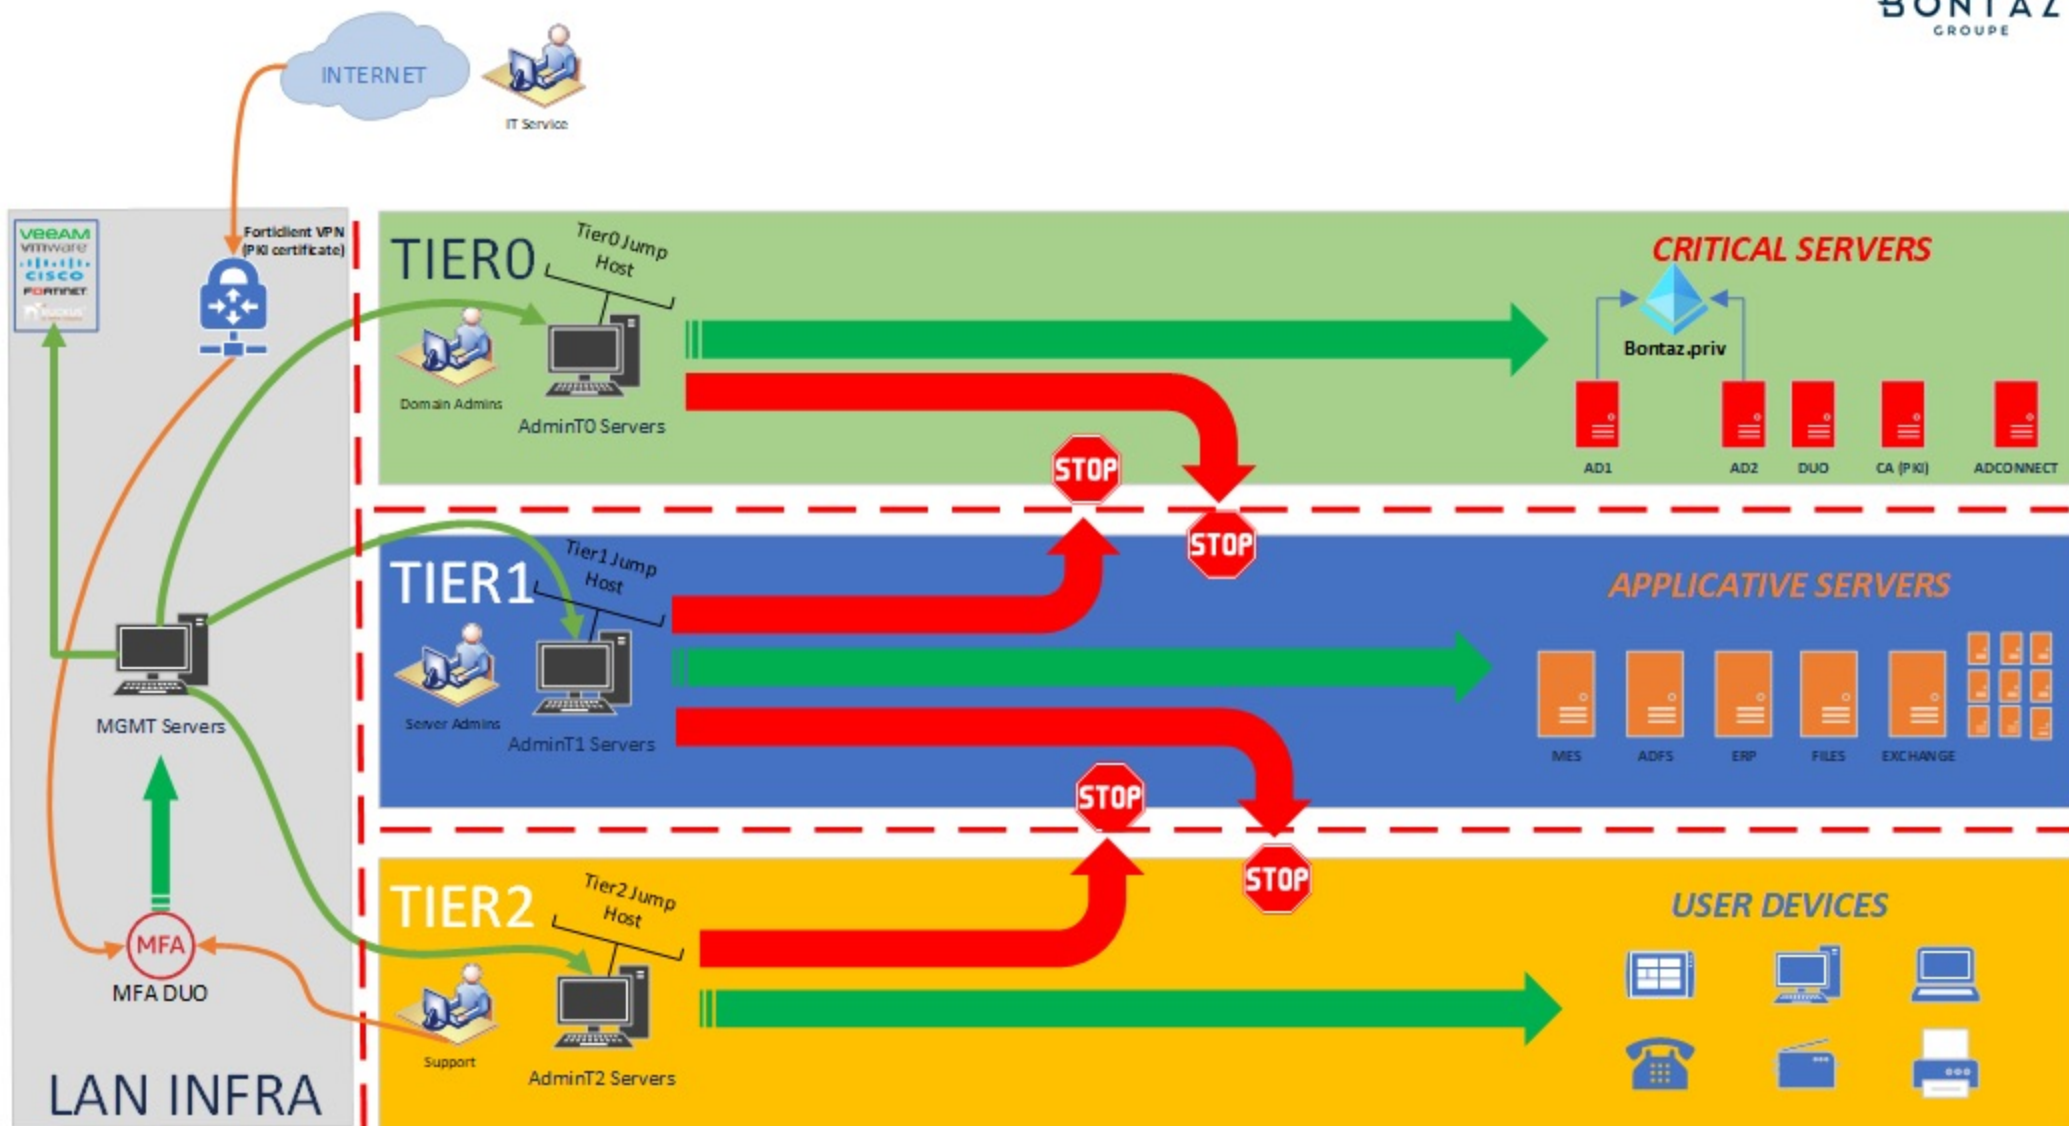 BONTAZ
GROUPE
INTERNET
IT Service
veeAM
vmware
CISCO
FORTINET
RUCKUS
Forticlient VPN
(PKI certificate)
MGMT Servers
MFA
MFA DUO
LAN INFRA
TIER0
Tier0 Jump
Host
Domain Admins
AdminT0 Servers
CRITICAL SERVERS
Bontaz.priv
AD1
AD2
DUO
CA (PKI)
ADCONNECT
STOP
STOP
TIER1
Tier1 Jump
Host
Server Admins
AdminT1 Servers
APPLICATIVE SERVERS
MES
ADFS
ERP
FILES
EXCHANGE
STOP
STOP
TIER2
Tier2 Jump
Host
Support
AdminT2 Servers
USER DEVICES